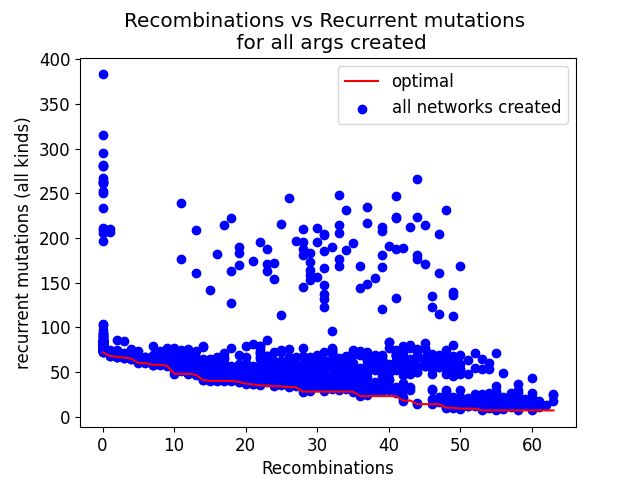 Recombinations vs Recurrent mutations
for all args created
optimal
all networks created
recurrent mutations (all kinds)
400
350
300
250
200
150
100
50
0
0 10 20 30 40 50 60
Recombinations